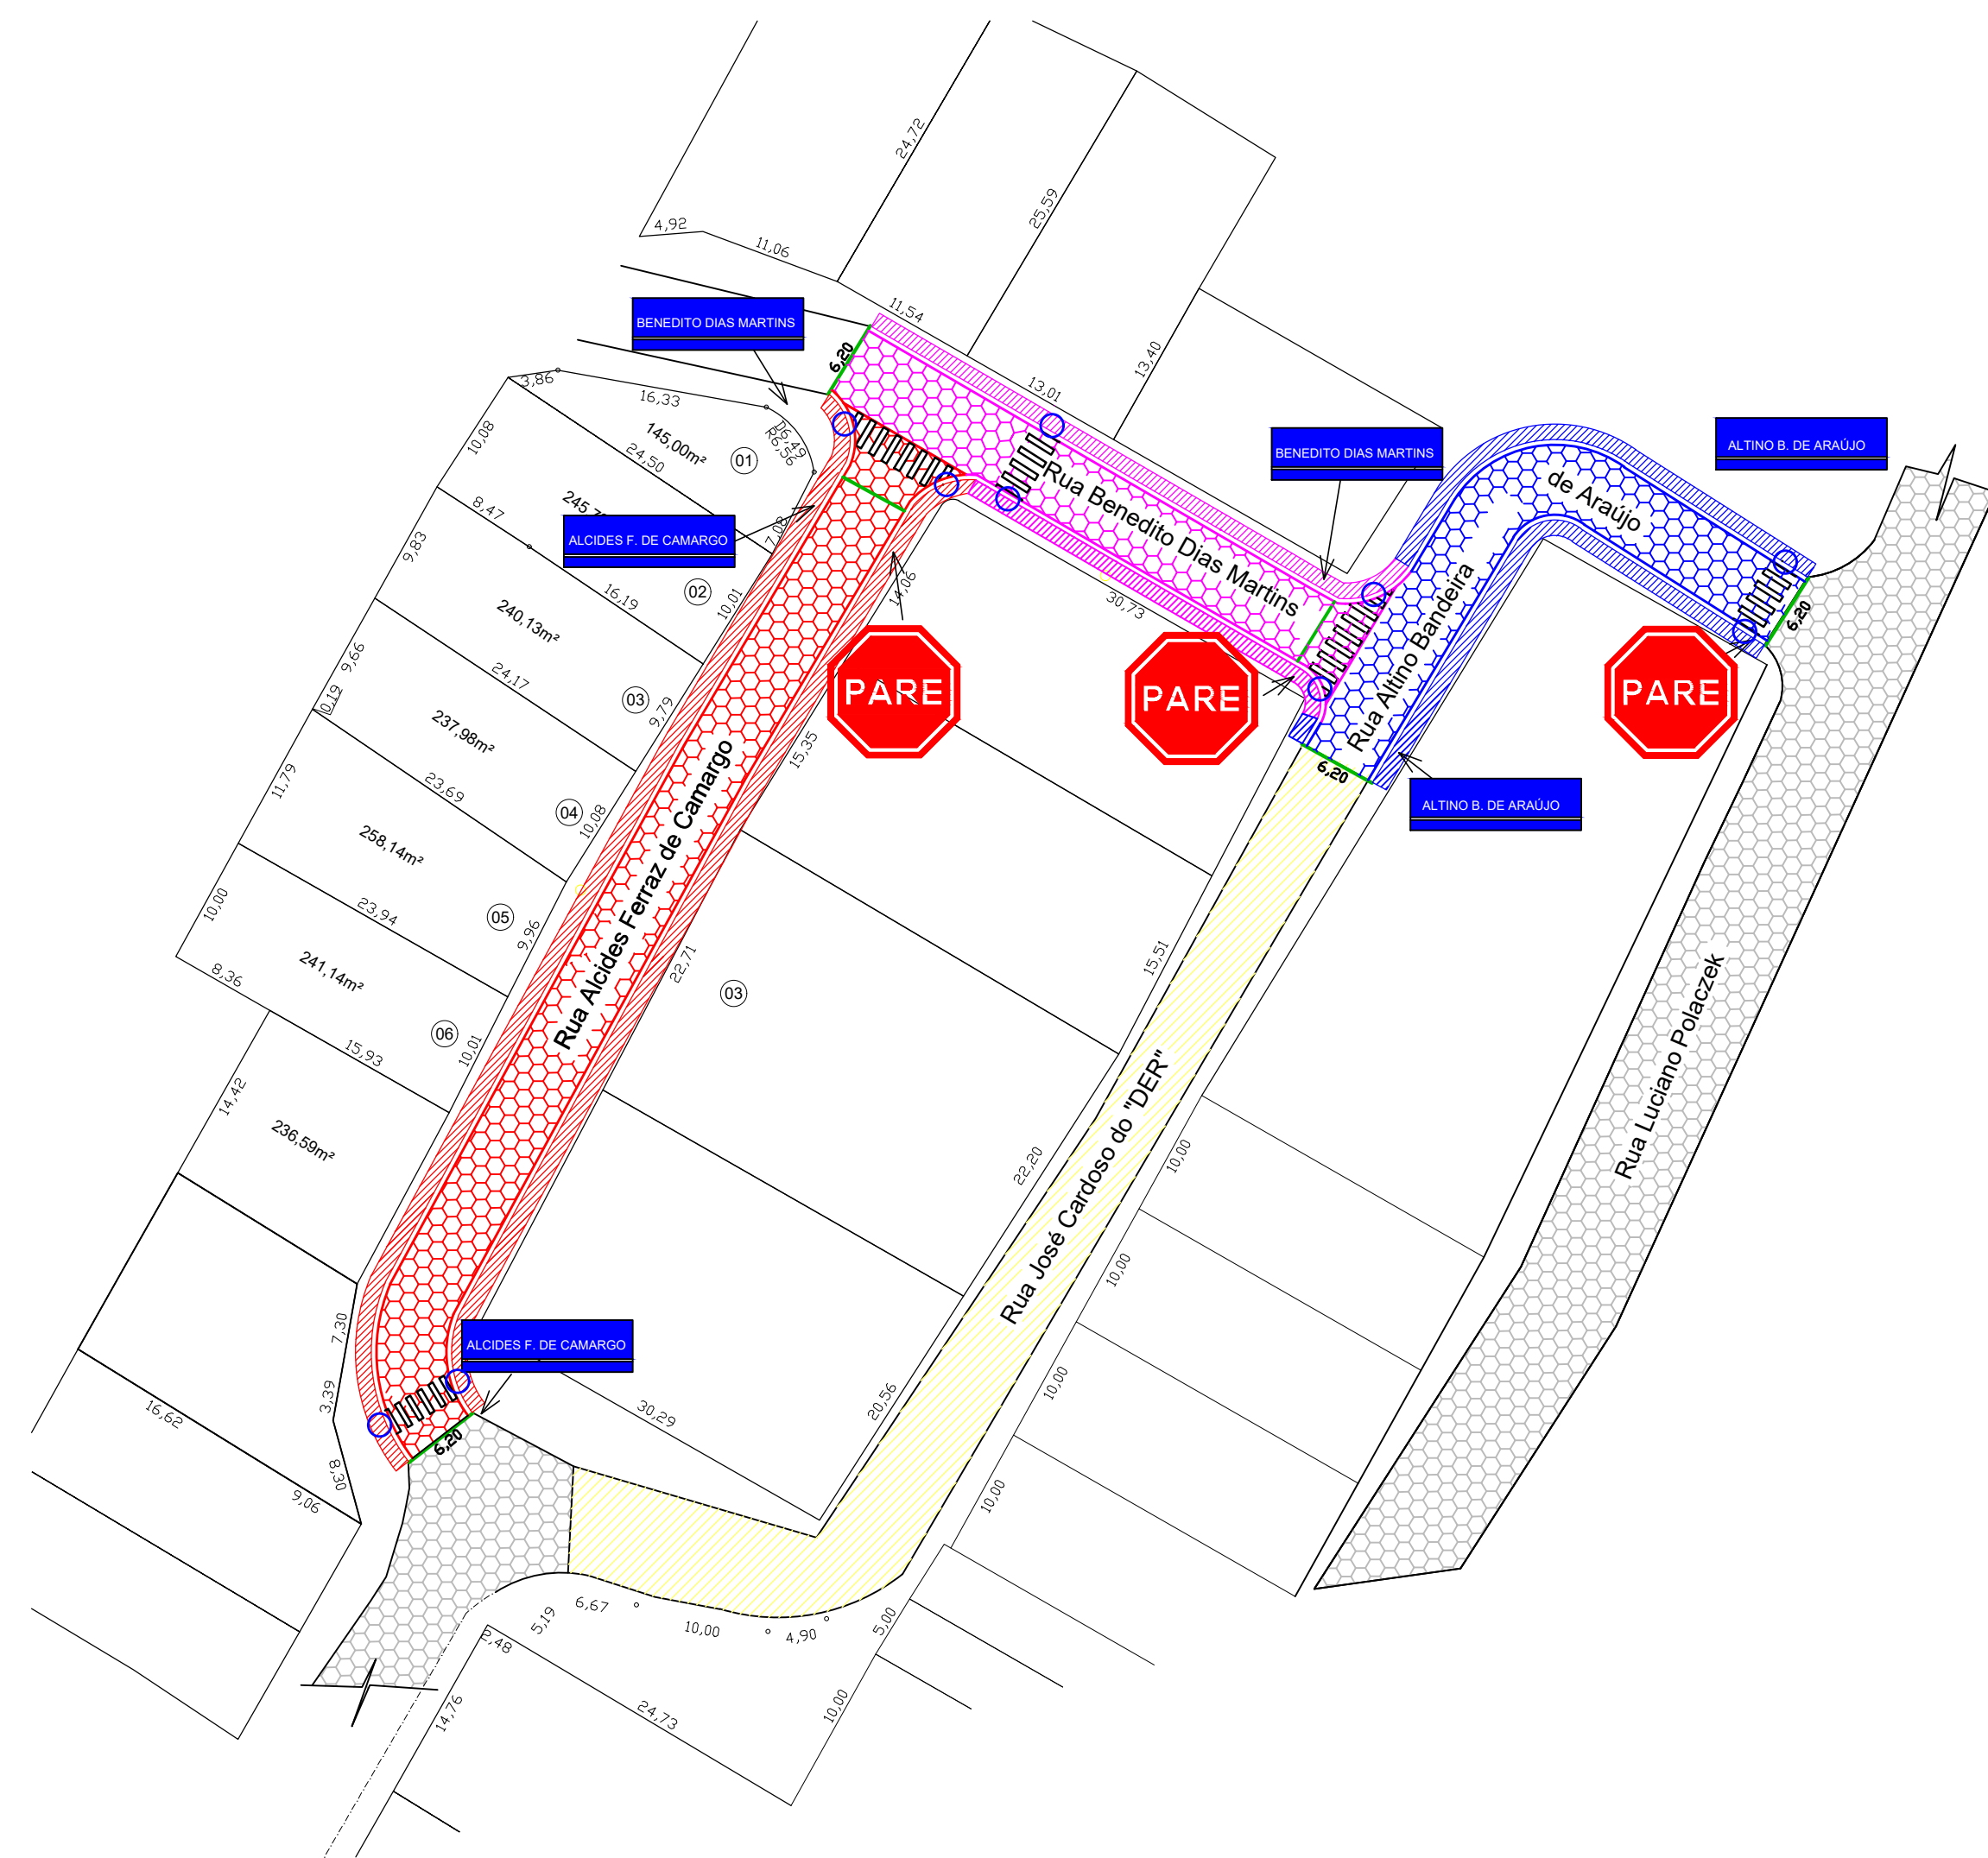 24,72
25,59
4,92
11,06
11,54
BENEDITO DIAS MARTINS
6,20
13,40
13,01
3,86
16,33
D6,49
R6,56
145,00m²
01
24,50
10,08
BENEDITO DIAS MARTINS
ALTINO B. DE ARAÚJO
de Araújo
Rua Benedito Dias Martins
8,47
ALCIDES F. DE CAMARGO
7,08
9,83
14,06
30,73
6,20
02
10,01
16,19
240,13m²
Rua Altino Bandeira
9,66
24,17
03
9,79
10,19
PARE
PARE
PARE
237,98m²
15,35
6,20
11,79
23,69
04
10,08
ALTINO B. DE ARAÚJO
258,14m²
Rua Alcides Ferraz de Camargo
10,00
23,94
05
9,96
22,71
15,51
241,14m²
8,36
03
06
10,01
15,93
Rua Luciano Polaczek
14,42
236,59m²
Rua José Cardoso do "DER"
22,20
10,00
10,00
7,30
ALCIDES F. DE CAMARGO
3,39
10,00
16,62
30,29
20,56
6,20
8,30
9,06
10,00
6,67
5,19
2,48
10,00
4,90
5,00
14,76
24,73
10,00